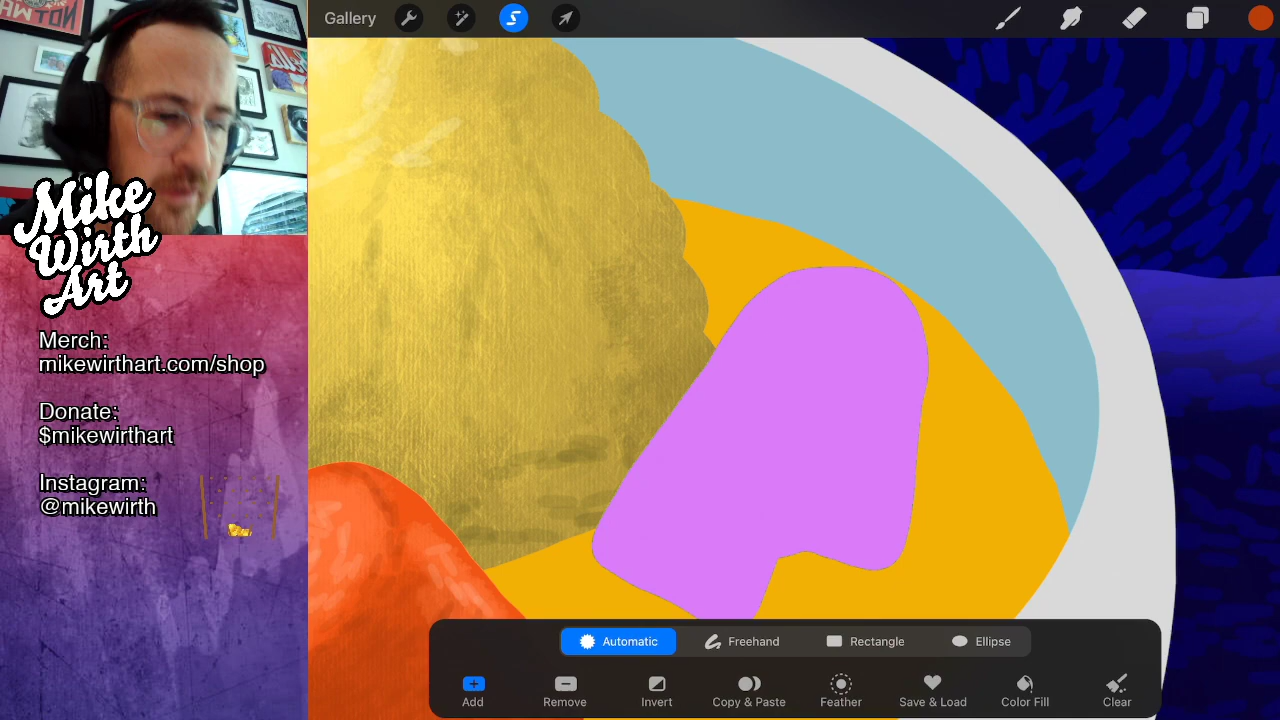 Gallery
Mike
Wirth
Art
Merch:
mikewirthart.com/shop
Donate:
$mikewirthart
Instagram:
@mikewirth
Automatic
Freehand
Rectangle
Ellipse
Add
Remove
Invert
Copy & Paste
Feather
Save & Load
Color Fill
Clear